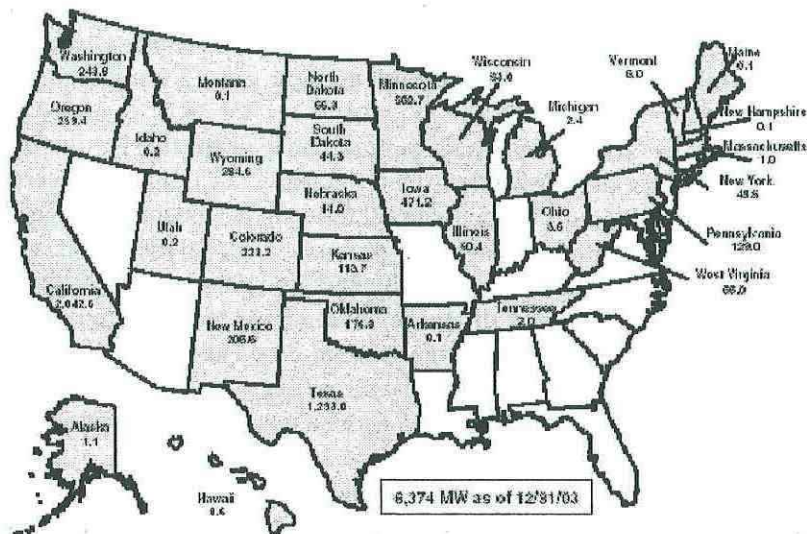 Washington
243.8
Oregon
259.4
California
2,042.6
Idaho
0.2
Montana
0.1
Wyoming
284.6
Utah
0.2
Colorado
223.2
New Mexico
206.6
North
Dakota
66.3
South
Dakota
44.3
Nebraska
14.0
Kansas
113.7
Oklahoma
176.3
Texas
1,293.0
Minnesota
562.7
Iowa
471.2
Wisconsin
53.0
Illinois
50.4
Michigan
2.4
Ohio
3.6
Arkansas
0.1
Tennessee
2.0
Vermont
6.0
Maine
0.1
New Hampshire
0.1
Massachusetts
1.0
New York
48.5
Pennsylvania
129.0
West Virginia
66.0
Alaska
1.1
Hawaii
6,374 MW as of 12/31/03